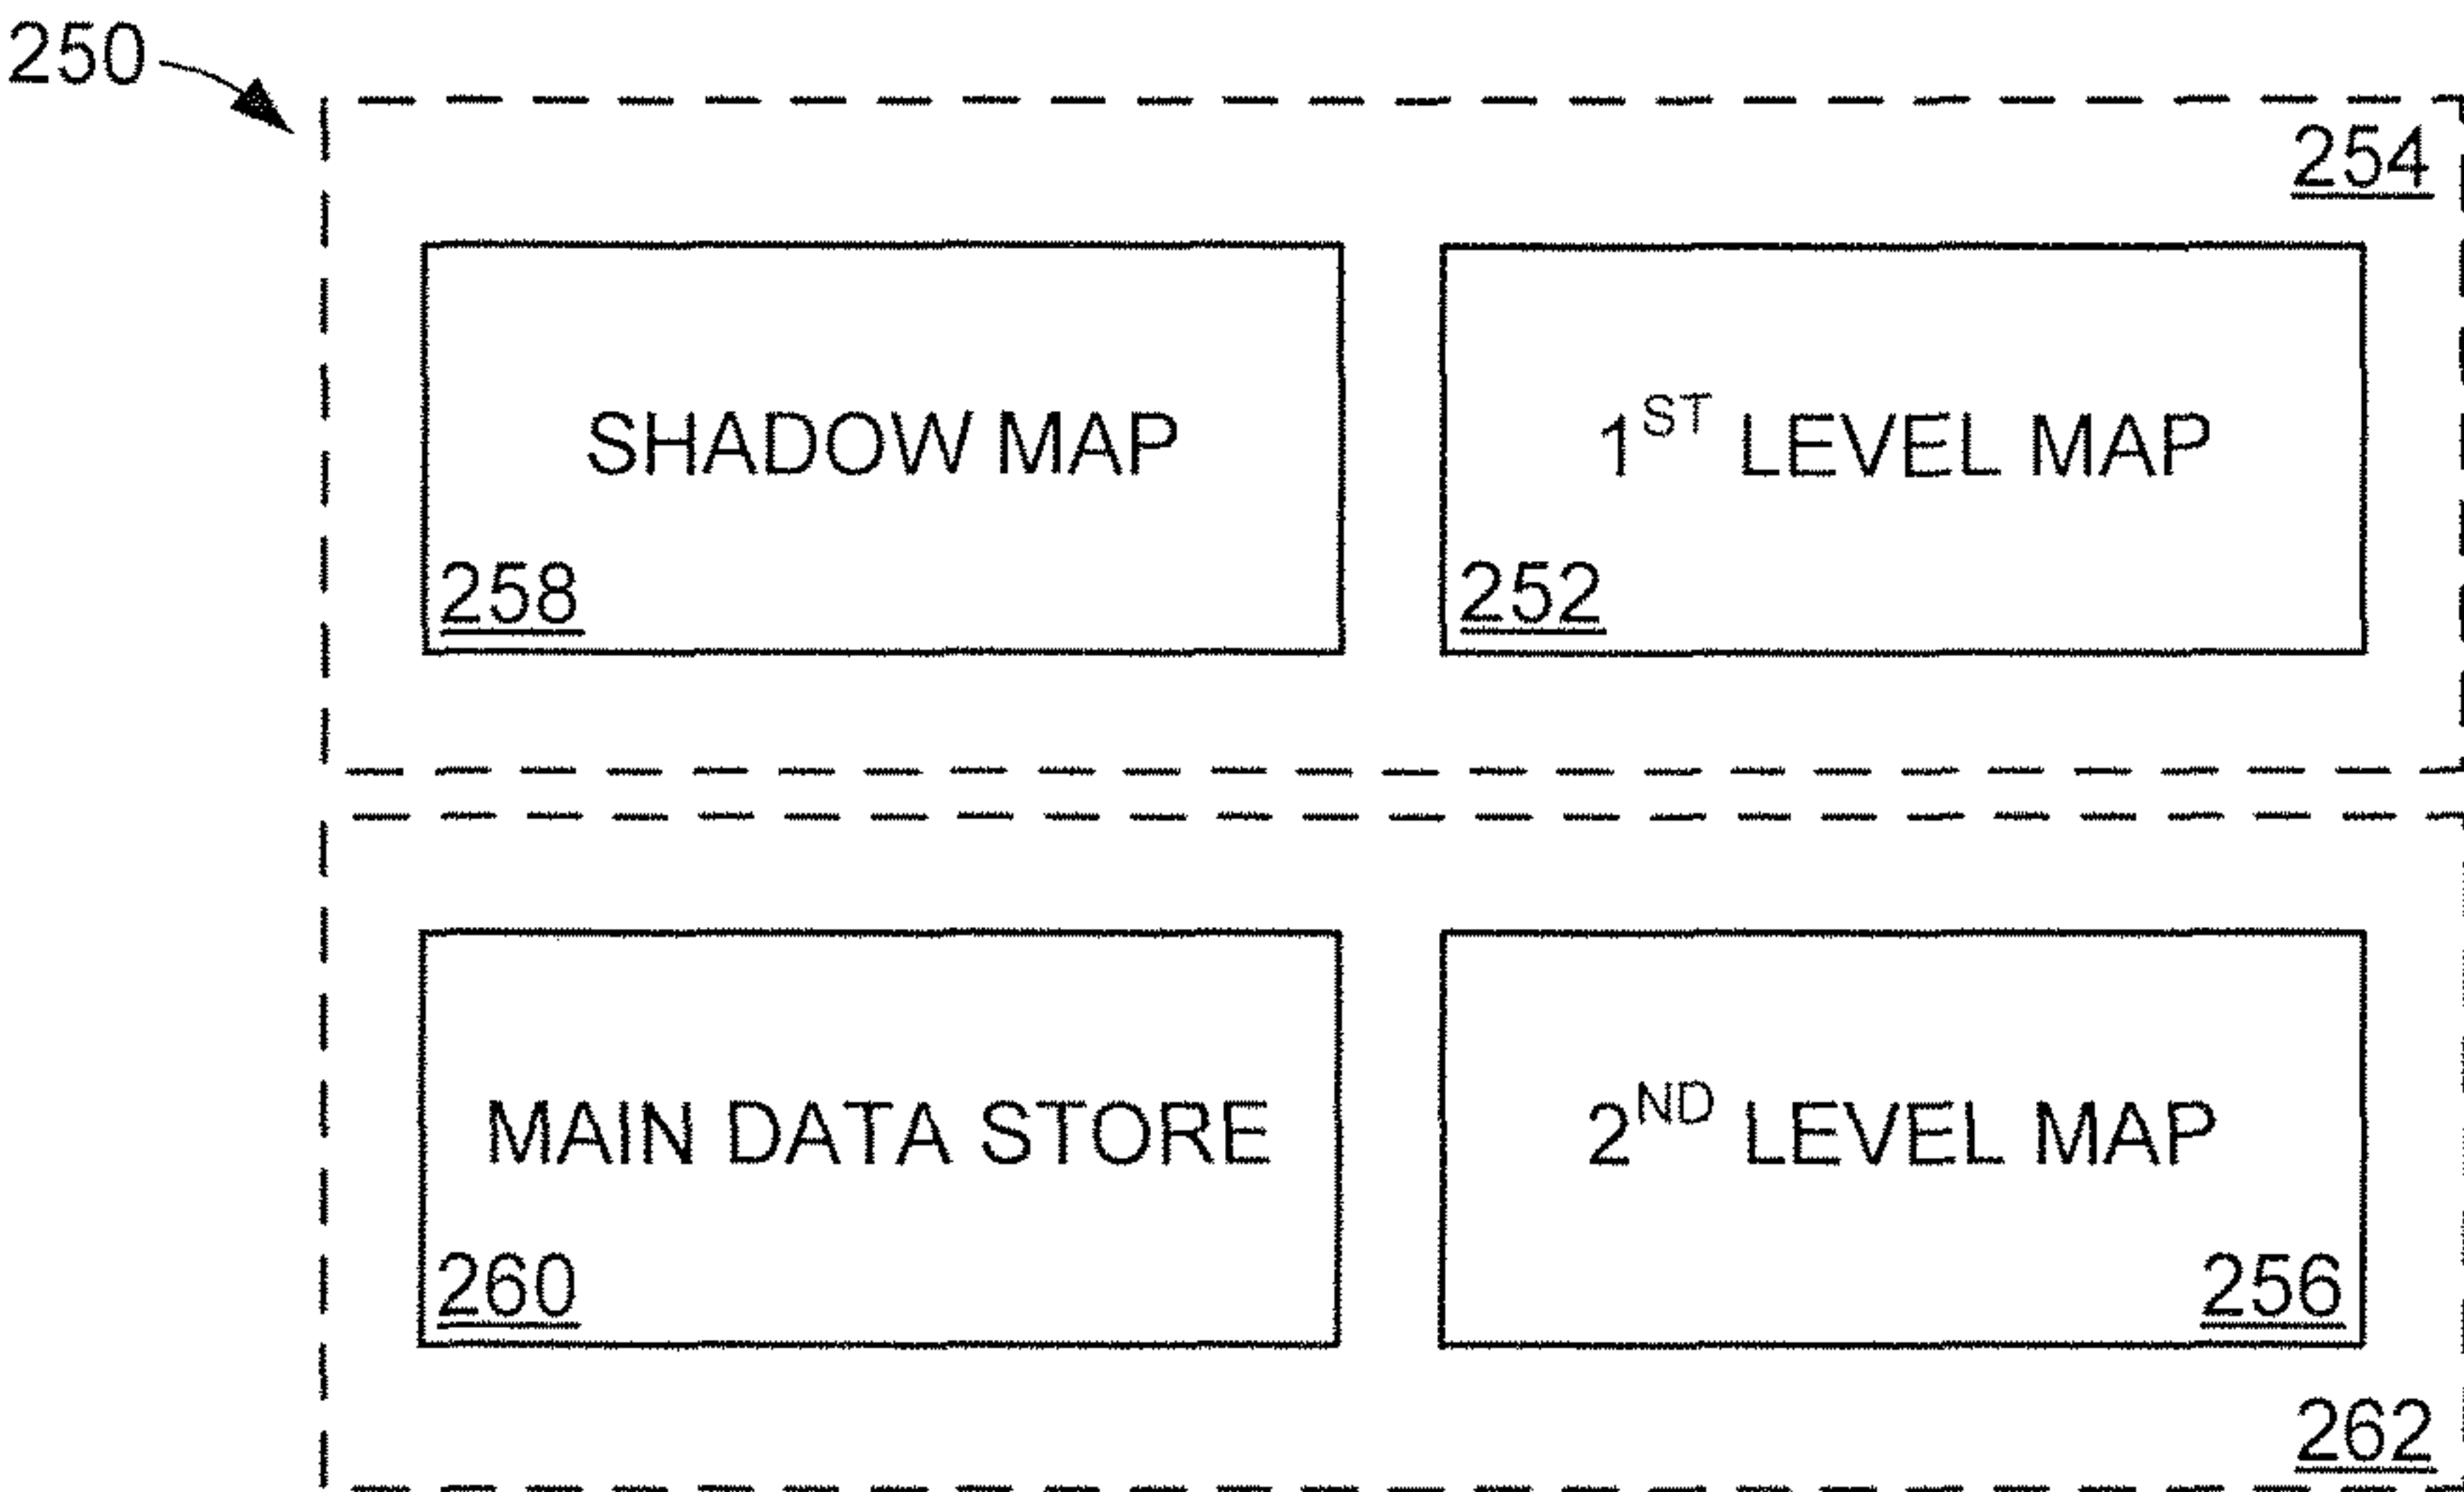 250
254
SHADOW MAP
258
1ST LEVEL MAP
252
MAIN DATA STORE
260
2ND LEVEL MAP
256
262